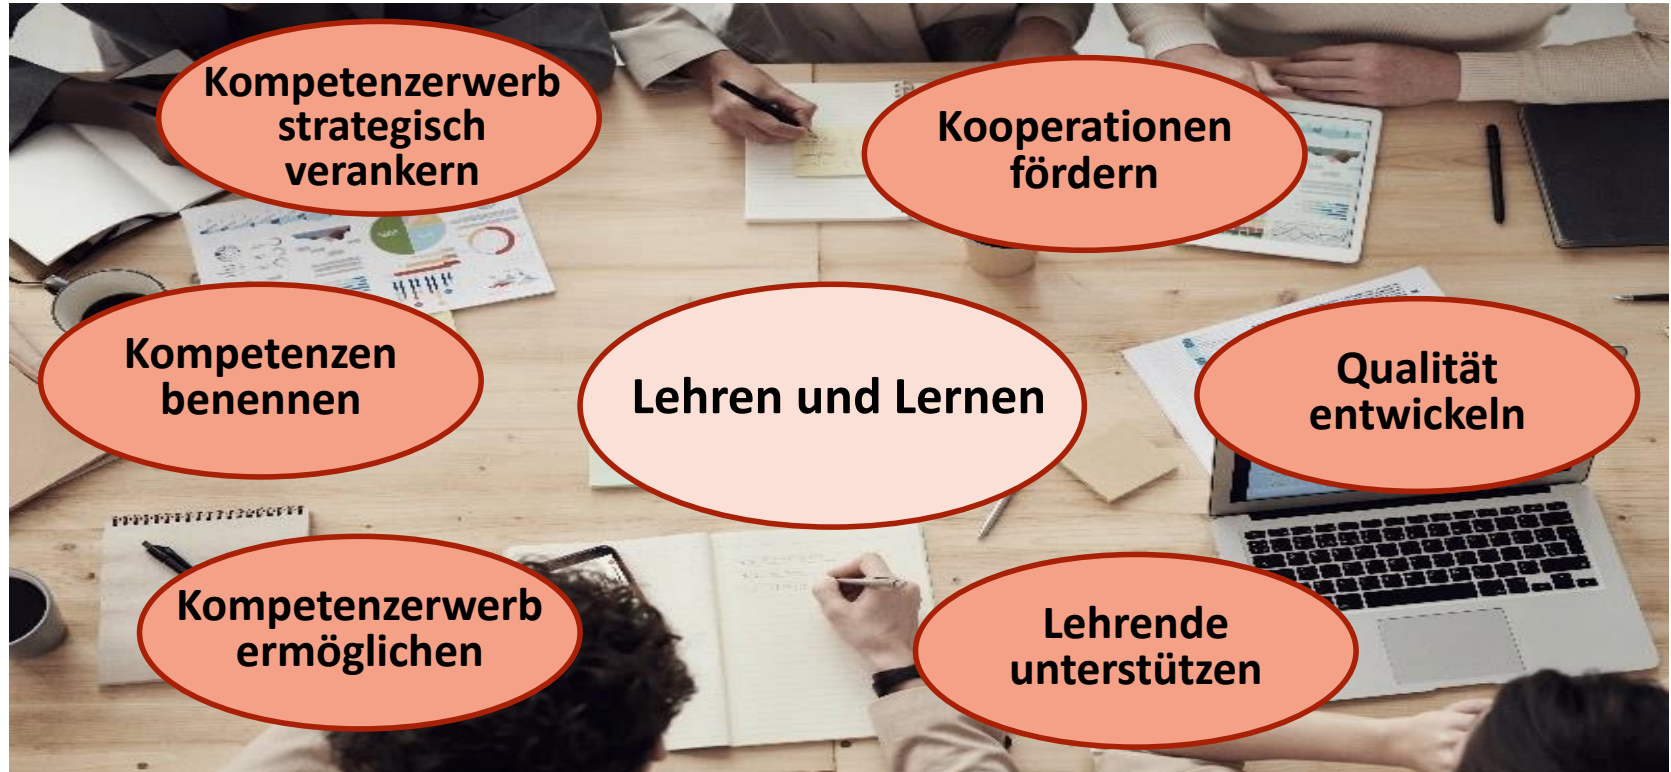 Kompetenzerwerb
strategisch
verankern
Kooperationen
fördern
Kompetenzen
benennen
Lehren und Lernen
Qualität
entwickeln
Kompetenzerwerb
ermöglichen
Lehrende
unterstützen